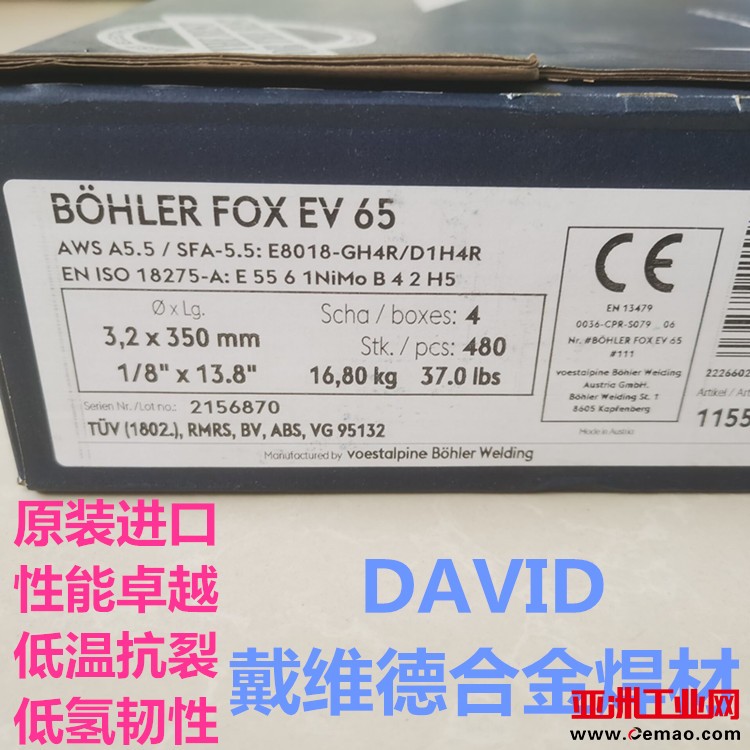 BÖHLER FOX EV 65
AWS A5.5 / SFA-5.5: E8018-GH4R/D1H4R
EN ISO 18275-A: E 55 6 1NiMo B 4 2 H5
Ø x Lg.
3,2 x 350 mm
1/8" x 13.8"
Scha / boxes: 4
Stk. / pcs: 480
16,80 kg 37.0 lbs
Serien Nr./Lot no.: 2156870
TÜV (1802.), RMRS, BV, ABS, VG 95132
Manufactured by voestalpine Böhler Welding
CE
EN 13479
0036-CPR-S079 _ 06
Nr. #BÖHLER FOX EV 65
#111
voestalpine Böhler Welding
Austria GmbH.
Böhler Welding St. 1
8605 Kapfenberg
Made in Austria
2226602
Artikel / Art
1155
原装进口
性能卓越
低温抗裂
低氢韧性
DAVID
戴维德合金焊材
亚洲工业网
www.Cemao.com